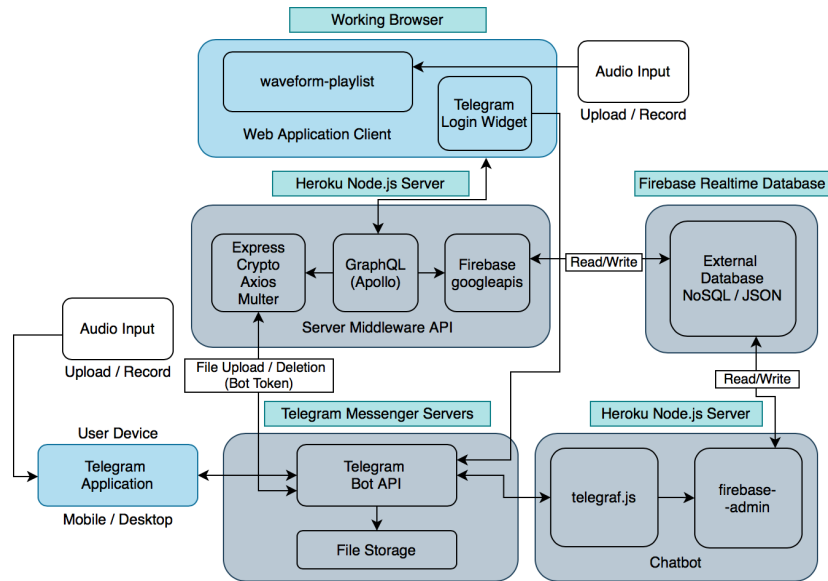 Working Browser
waveform-playlist
Audio Input
Telegram
Login Widget
Upload / Record
Web Application Client
Heroku Node.js Server
Firebase Realtime Database
Express
Crypto
Axios
Multer
GraphQL
(Apollo)
Firebase
googleapis
Read/Write
External
Database
NoSQL / JSON
Server Middleware API
Audio Input
Upload / Record
File Upload / Deletion
(Bot Token)
Read/Write
Telegram Messenger Servers
Heroku Node.js Server
User Device
Telegram
Application
Mobile / Desktop
Telegram
Bot API
File Storage
telegraf.js
firebase-
-admin
Chatbot